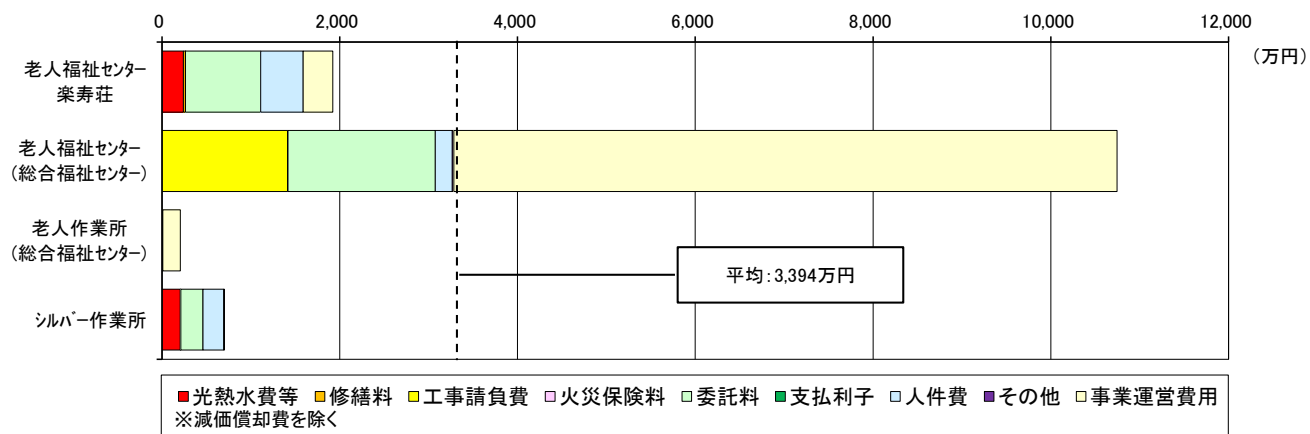 0 2,000 4,000 6,000 8,000 10,000 12,000
(万円)
老人福祉センター
楽寿荘
老人福祉センター
(総合福祉センター)
老人作業所
(総合福祉センター)
シルバー作業所
平均:3,394万円
光熱水費等 修繕料 工事請負費 火災保険料 委託料 支払利子 人件費 その他 事業運営費用
※減価償却費を除く